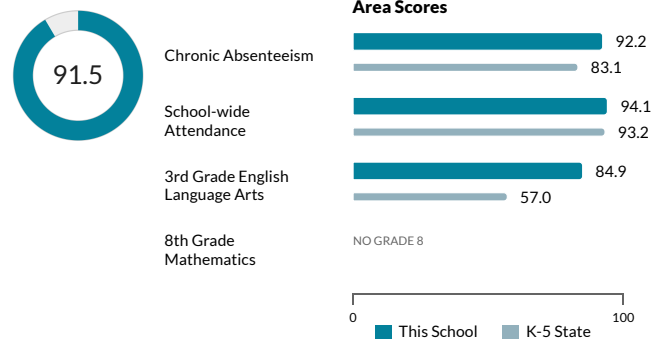 Area Scores
91.5
Chronic Absenteeism
92.2
83.1
School-wide
Attendance
94.1
93.2
3rd Grade English
Language Arts
84.9
57.0
8th Grade
Mathematics
NO GRADE 8
0
100
This School
K-5 State